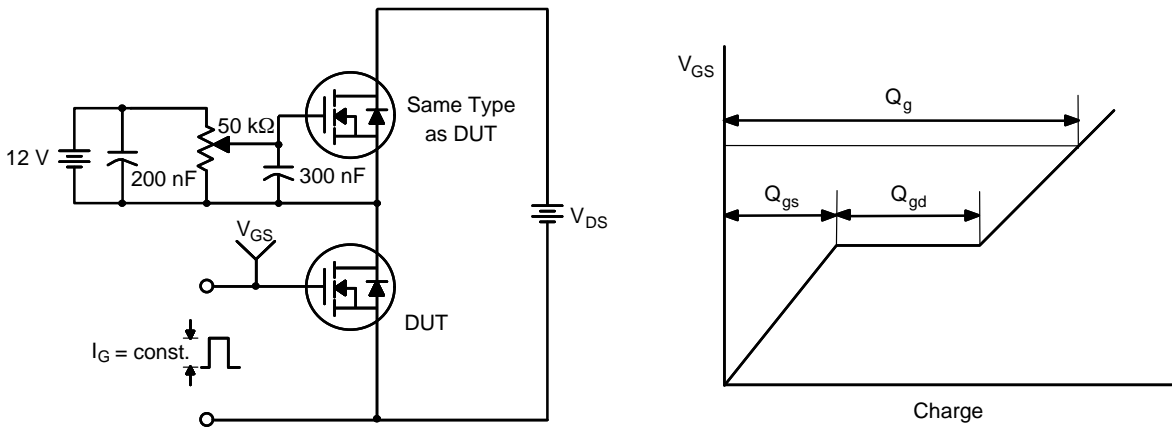 12 V
200 nF
50 kΩ
300 nF
Same Type
as DUT
V_DS
V_GS
DUT
I_G = const.
V_GS
Q_g
Q_gs
Q_gd
Charge